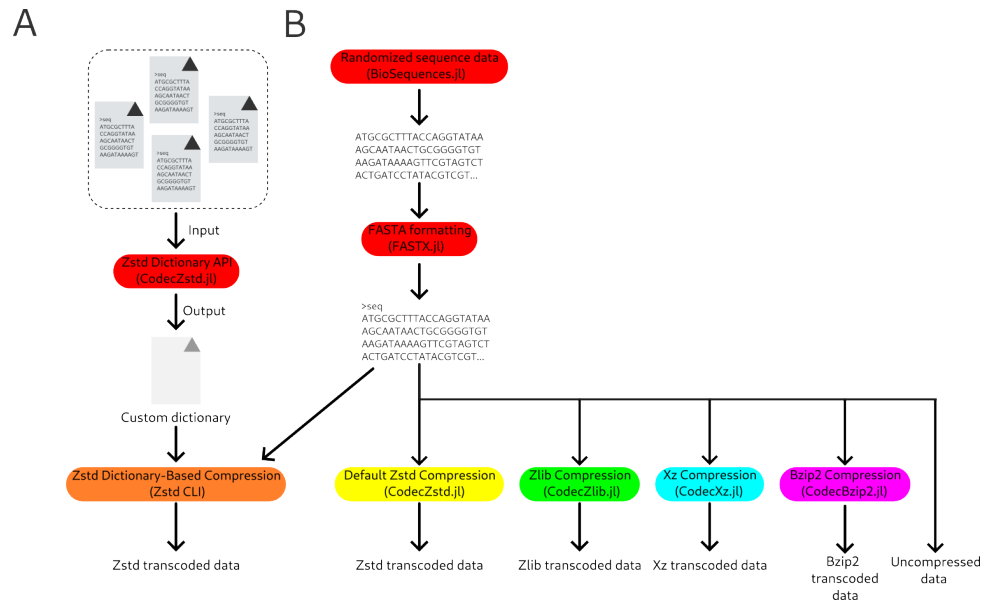 A
>seq
ATGCGCTTTA
CCAGGTATAA
AGCAATAACT
GCGGGGTGT
AAGATAAAAGT
>seq
ATGCGCTTTA
CCAGGTATAA
AGCAATAACT
GCGGGGTGT
AAGATAAAAGT
>seq
ATGCGCTTTA
CCAGGTATAA
AGCAATAACT
GCGGGGTGT
AAGATAAAAGT
>seq
ATGCGCTTTA
CCAGGTATAA
AGCAATAACT
GCGGGGTGT
AAGATAAAAGT
Input
Zstd Dictionary API
(CodecZstd.jl)
Output
Custom dictionary
Zstd Dictionary-Based Compression
(Zstd CLI)
Zstd transcoded data
B
Randomized sequence data
(BioSequences.jl)
ATGCGCTTTACCAGGTATAA
AGCAATAACTGCGGGGTGT
AAGATAAAAGTTCGTAGTCT
ACTGATCCTATACGTCGT...
FASTA formatting
(FASTX.jl)
>seq
ATGCGCTTTACCAGGTATAA
AGCAATAACTGCGGGGTGT
AAGATAAAAGTTCGTAGTCT
ACTGATCCTATACGTCGT...
Default Zstd Compression
(CodecZstd.jl)
Zstd transcoded data
Zlib Compression
(CodecZlib.jl)
Zlib transcoded data
Xz Compression
(CodecXz.jl)
Xz transcoded data
Bzip2 Compression
(CodecBzip2.jl)
Bzip2
transcoded
data
Uncompressed
data